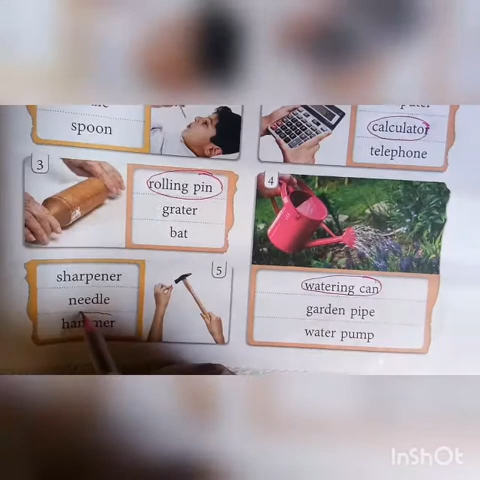 spoon
calculator
telephone
3
rolling pin
grater
bat
4
watering can
garden pipe
water pump
sharpener
needle
hammer
5
InShOt